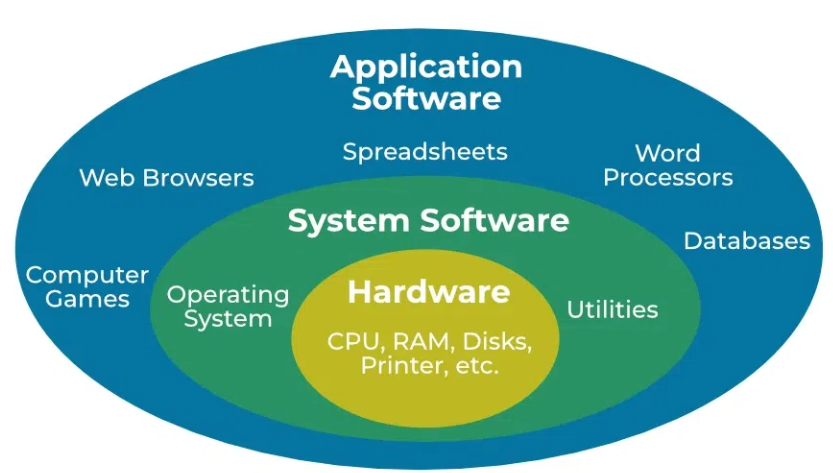 Application
Software
Spreadsheets
Word
Processors
Web Browsers
System Software
Databases
Computer
Games
Operating
System
Hardware
Utilities
CPU, RAM, Disks,
Printer, etc.